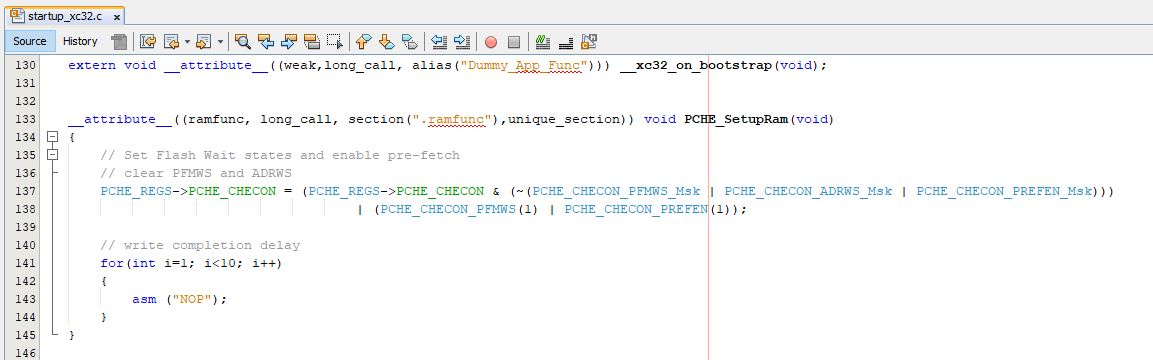 startup_xc32.c x
Source History
130 extern void __attribute__((weak,long_call, alias("Dummy_App_Func"))) __xc32_on_bootstrap(void);
131
132
133 __attribute__((ramfunc, long_call, section(".ramfunc"),unique_section)) void PCHE_SetupRam(void)
134 {
135 // Set Flash Wait states and enable pre-fetch
136 // clear PFMWS and ADRWS
137 PCHE_REGS->PCHE_CHECON = (PCHE_REGS->PCHE_CHECON & (~(PCHE_CHECON_PFMWS_Msk | PCHE_CHECON_ADRWS_Msk | PCHE_CHECON_PREFEN_Msk)))
138 | (PCHE_CHECON_PFMWS(1) | PCHE_CHECON_PREFEN(1));
139
140 // write completion delay
141 for(int i=1; i<10; i++)
142 {
143 asm ("NOP");
144 }
145 }
146